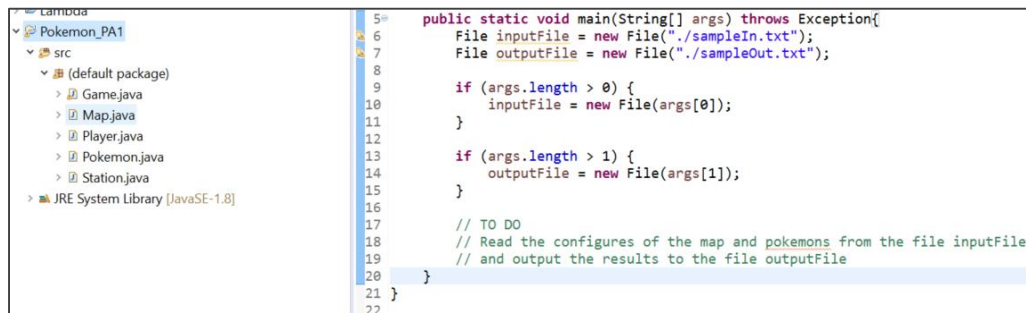 Lambda
Pokemon_PA1
src
(default package)
Game.java
Map.java
Player.java
Pokemon.java
Station.java
JRE System Library [JavaSE-1.8]
5 public static void main(String[] args) throws Exception{
6 File inputFile = new File("./sampleIn.txt");
7 File outputFile = new File("./sampleOut.txt");
8
9 if (args.length > 0) {
10 inputFile = new File(args[0]);
11 }
12
13 if (args.length > 1) {
14 outputFile = new File(args[1]);
15 }
16
17 // TO DO
18 // Read the configures of the map and pokemons from the file inputFile
19 // and output the results to the file outputFile
20 }
21 }
22